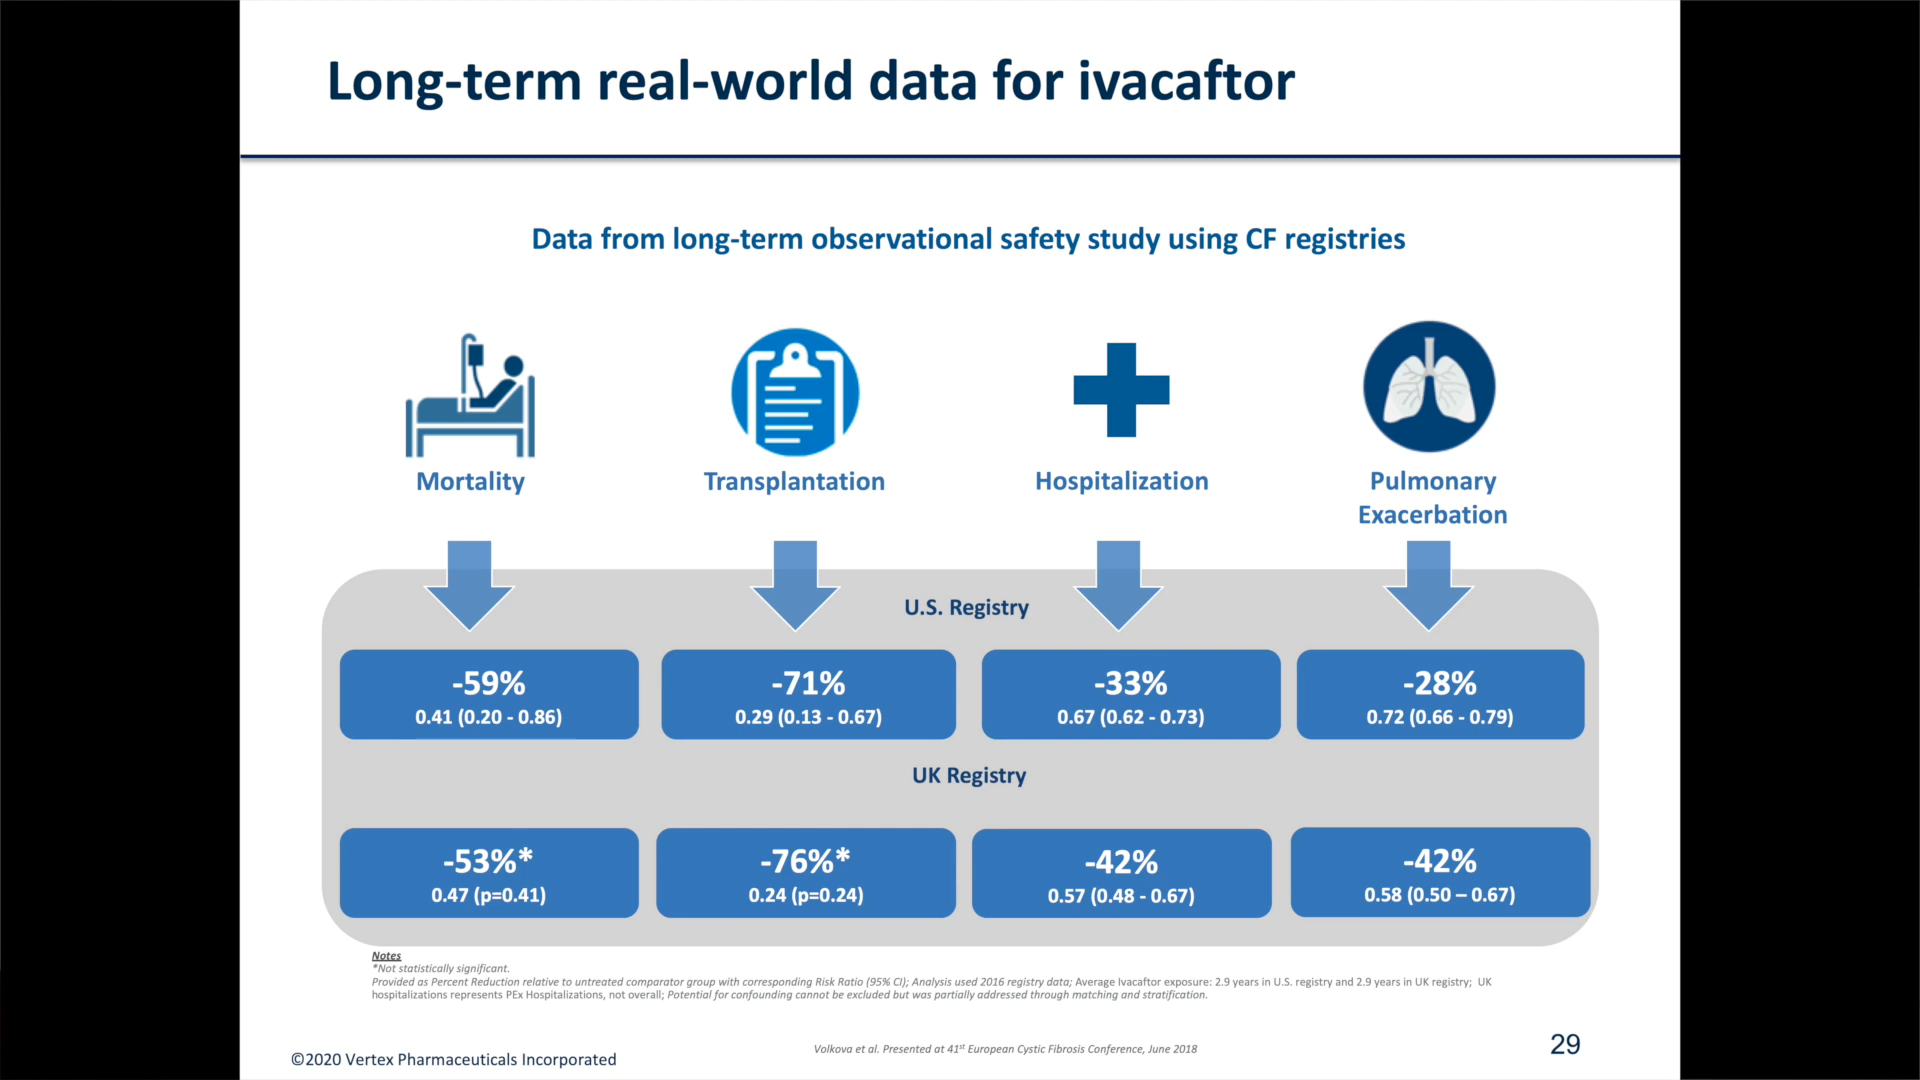 Long-term real-world data for ivacaftor
Data from long-term observational safety study using CF registries
Mortality
Transplantation
Hospitalization
Pulmonary
Exacerbation
U.S. Registry
-59%
0.41 (0.20 - 0.86)
-71%
0.29 (0.13 - 0.67)
-33%
0.67 (0.62 - 0.73)
-28%
0.72 (0.66 - 0.79)
UK Registry
-53%*
0.47 (p=0.41)
-76%*
0.24 (p=0.24)
-42%
0.57 (0.48 - 0.67)
-42%
0.58 (0.50 – 0.67)
Notes
*Not statistically significant.
Provided as Percent Reduction relative to untreated comparator group with corresponding Risk Ratio (95% CI); Analysis used 2016 registry data; Average Ivacaftor exposure: 2.9 years in U.S. registry and 2.9 years in UK registry; UK
hospitalizations represents PEx Hospitalizations, not overall; Potential for confounding cannot be excluded but was partially addressed through matching and stratification.
©2020 Vertex Pharmaceuticals Incorporated
Volkova et al. Presented at 41st European Cystic Fibrosis Conference, June 2018
29